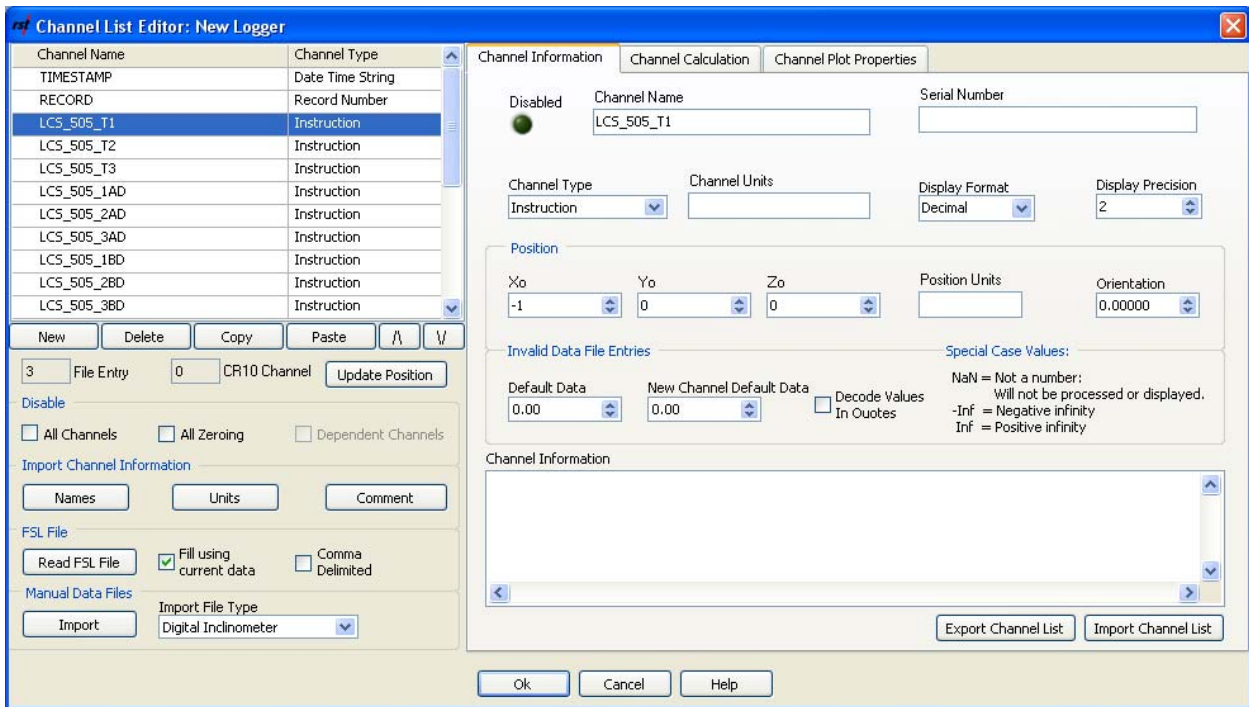 rst Channel List Editor: New Logger
Channel Name Channel Type
TIMESTAMP Date Time String
RECORD Record Number
LCS_505_T1 Instruction
LCS_505_T2 Instruction
LCS_505_T3 Instruction
LCS_505_1AD Instruction
LCS_505_2AD Instruction
LCS_505_3AD Instruction
LCS_505_1BD Instruction
LCS_505_2BD Instruction
LCS_505_3BD Instruction
New Delete Copy Paste /\ \/
3 File Entry 0 CR10 Channel Update Position
Disable
All Channels All Zeroing Dependent Channels
Import Channel Information
Names Units Comment
FSL File
Read FSL File Fill using current data Comma Delimited
Manual Data Files
Import Import File Type
Digital Inclinometer
Channel Information Channel Calculation Channel Plot Properties
Disabled Channel Name Serial Number
LCS_505_T1
Channel Type Channel Units Display Format Display Precision
Instruction Decimal 2
Position
Xo Yo Zo Position Units Orientation
-1 0 0 0.00000
Invalid Data File Entries
Default Data New Channel Default Data
0.00 0.00 Decode Values In Quotes
Special Case Values:
NaN = Not a number:
Will not be processed or displayed.
-Inf = Negative infinity
Inf = Positive infinity
Channel Information
Export Channel List Import Channel List
Ok Cancel Help